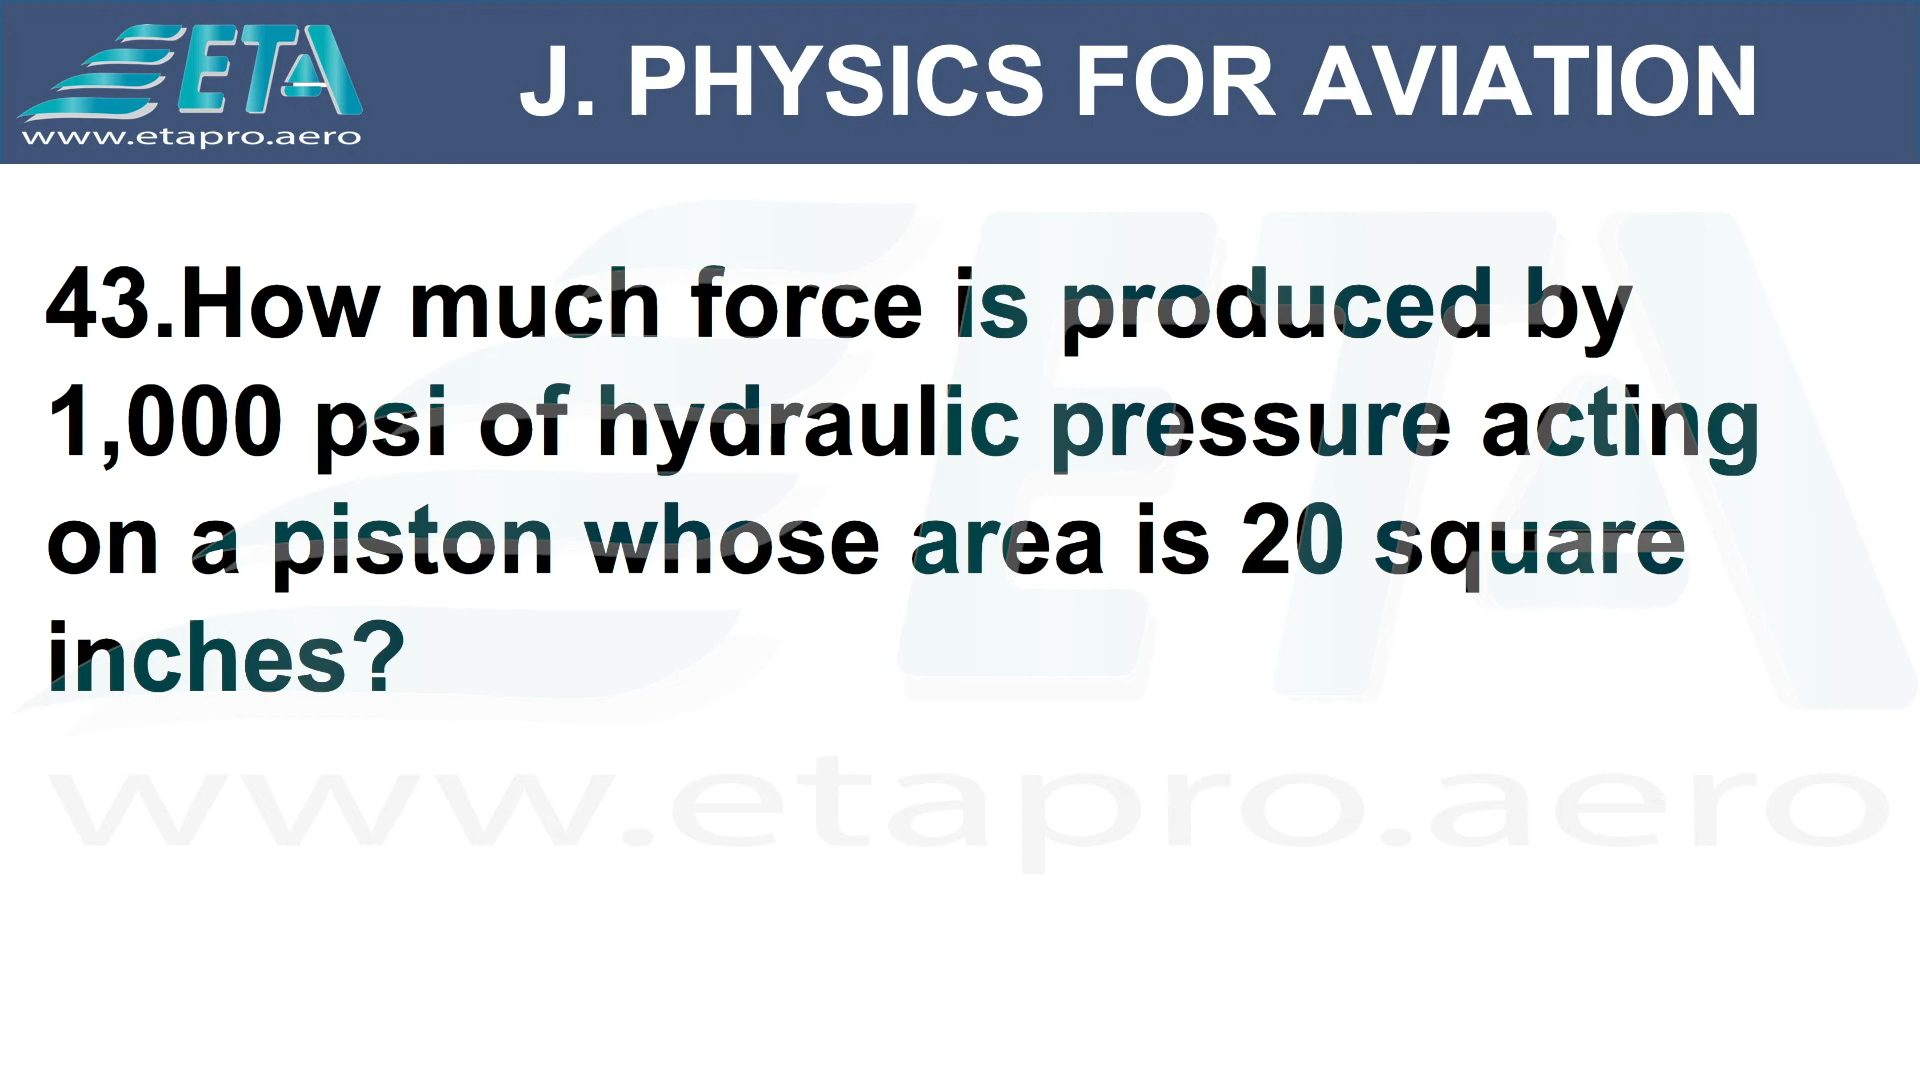 ETA
www.etapro.aero
J. PHYSICS FOR AVIATION
43.How much force is produced by
1,000 psi of hydraulic pressure acting
on a piston whose area is 20 square
inches?
ETA
www.etapro.aero